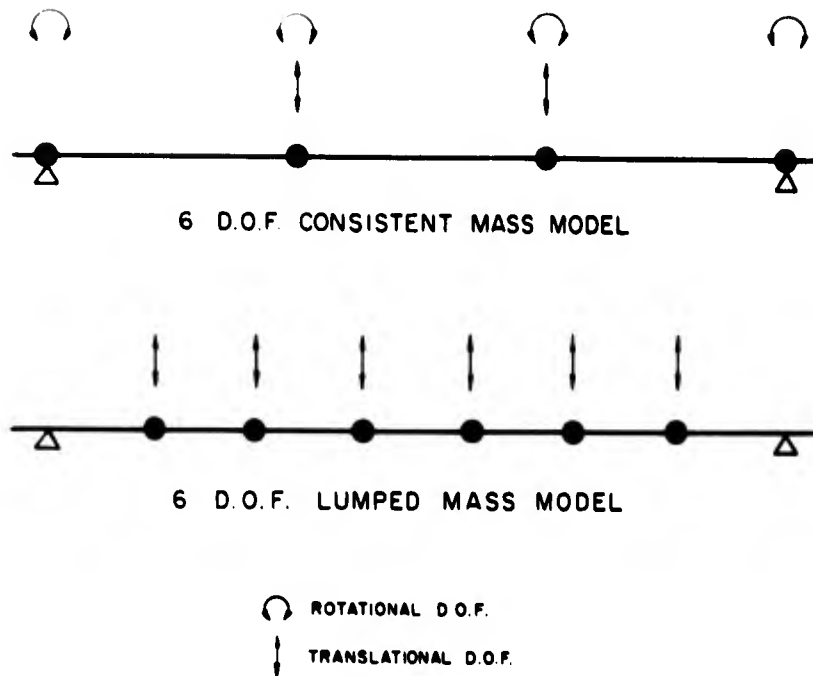 6 D.O.F. CONSISTENT MASS MODEL
6 D.O.F. LUMPED MASS MODEL
ROTATIONAL D O.F.
TRANSLATIONAL D.O.F.